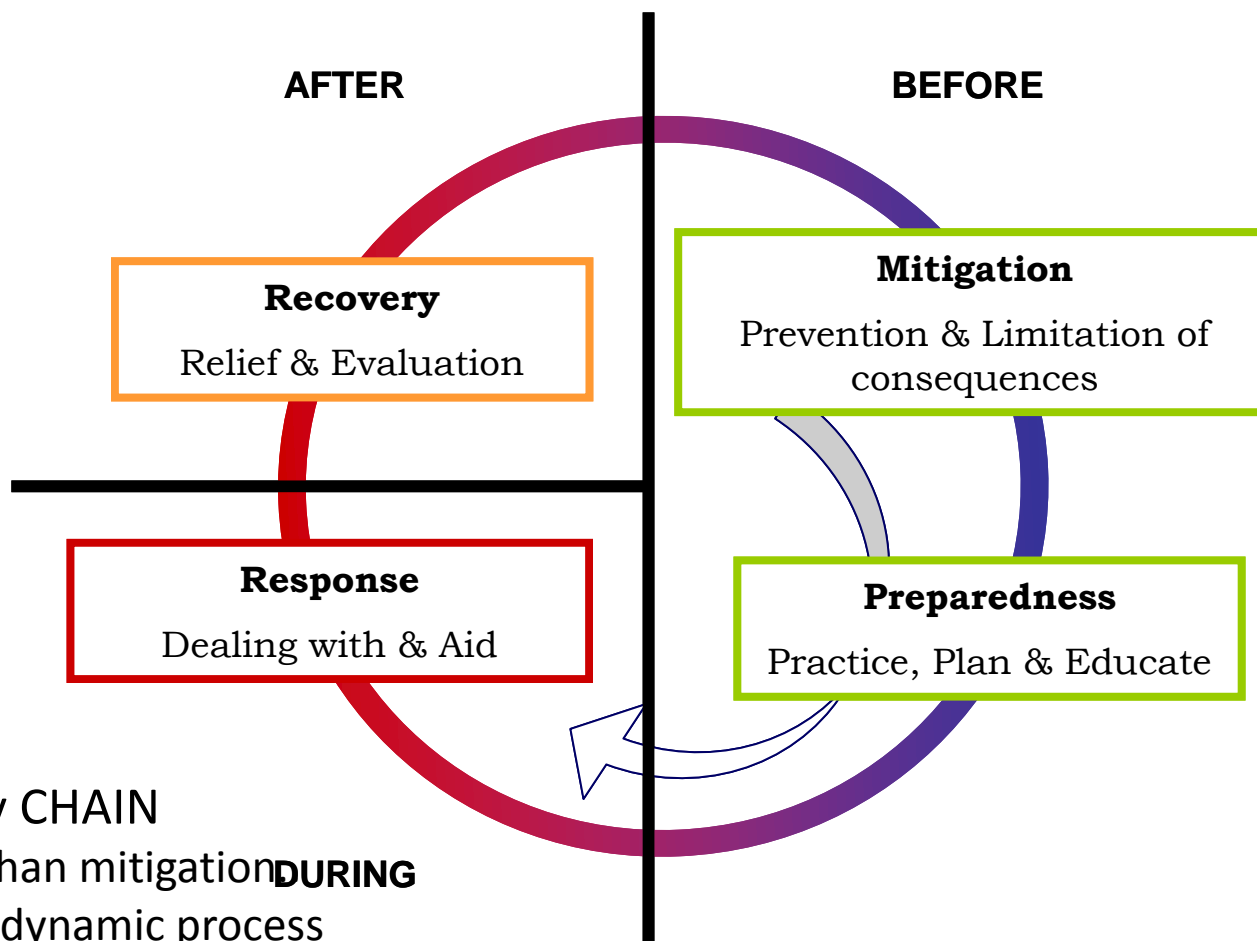 AFTER
BEFORE
Recovery
Relief & Evaluation
Mitigation
Prevention & Limitation of
consequences
Response
Dealing with & Aid
Preparedness
Practice, Plan & Educate
CHAIN
than mitigation
DURING
dynamic process